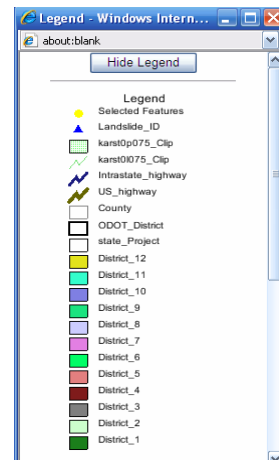 Legend - Windows Intern...
about:blank
Hide Legend
Legend
Selected Features
Landslide_ID
karst0p075_Clip
karst0l075_Clip
Intrastate_highway
US_highway
County
ODOT_District
state_Project
District_12
District_11
District_10
District_9
District_8
District_7
District_6
District_5
District_4
District_3
District_2
District_1